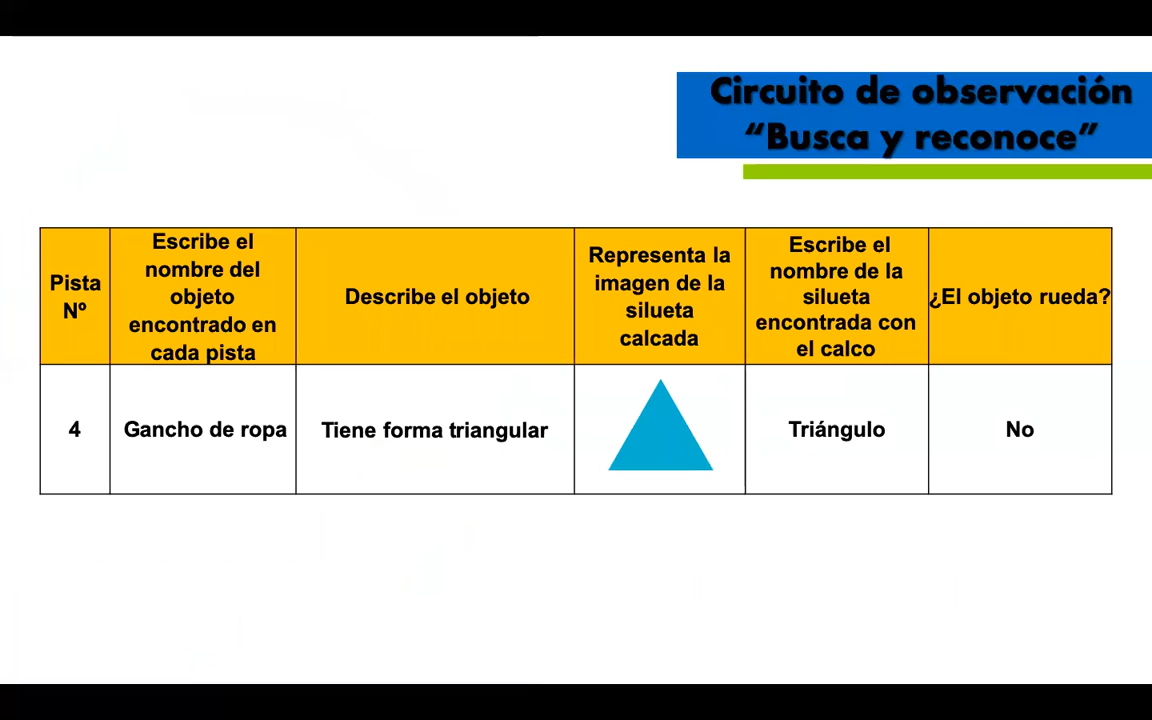 Circuito de observación
“Busca y reconoce”
Pista
Nº
Escribe el
nombre del
objeto
encontrado en
cada pista
Describe el objeto
Representa la
imagen de la
silueta
calcada
Escribe el
nombre de la
silueta
encontrada con
el calco
¿El objeto rueda?
4
Gancho de ropa
Tiene forma triangular
Triángulo
No